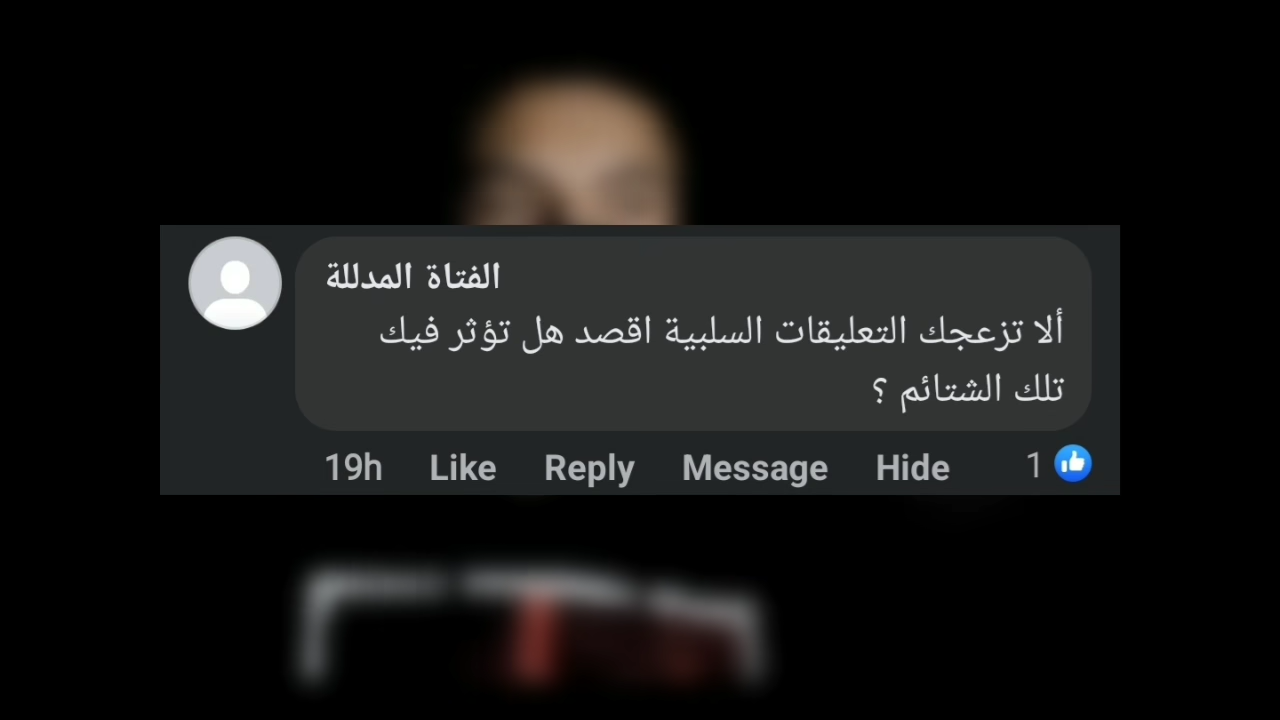 الفتاة المدللة
ألا تزعجك التعليقات السلبية اقصد هل تؤثر فيك
تلك الشتائم ؟
19h Like Reply Message Hide 1